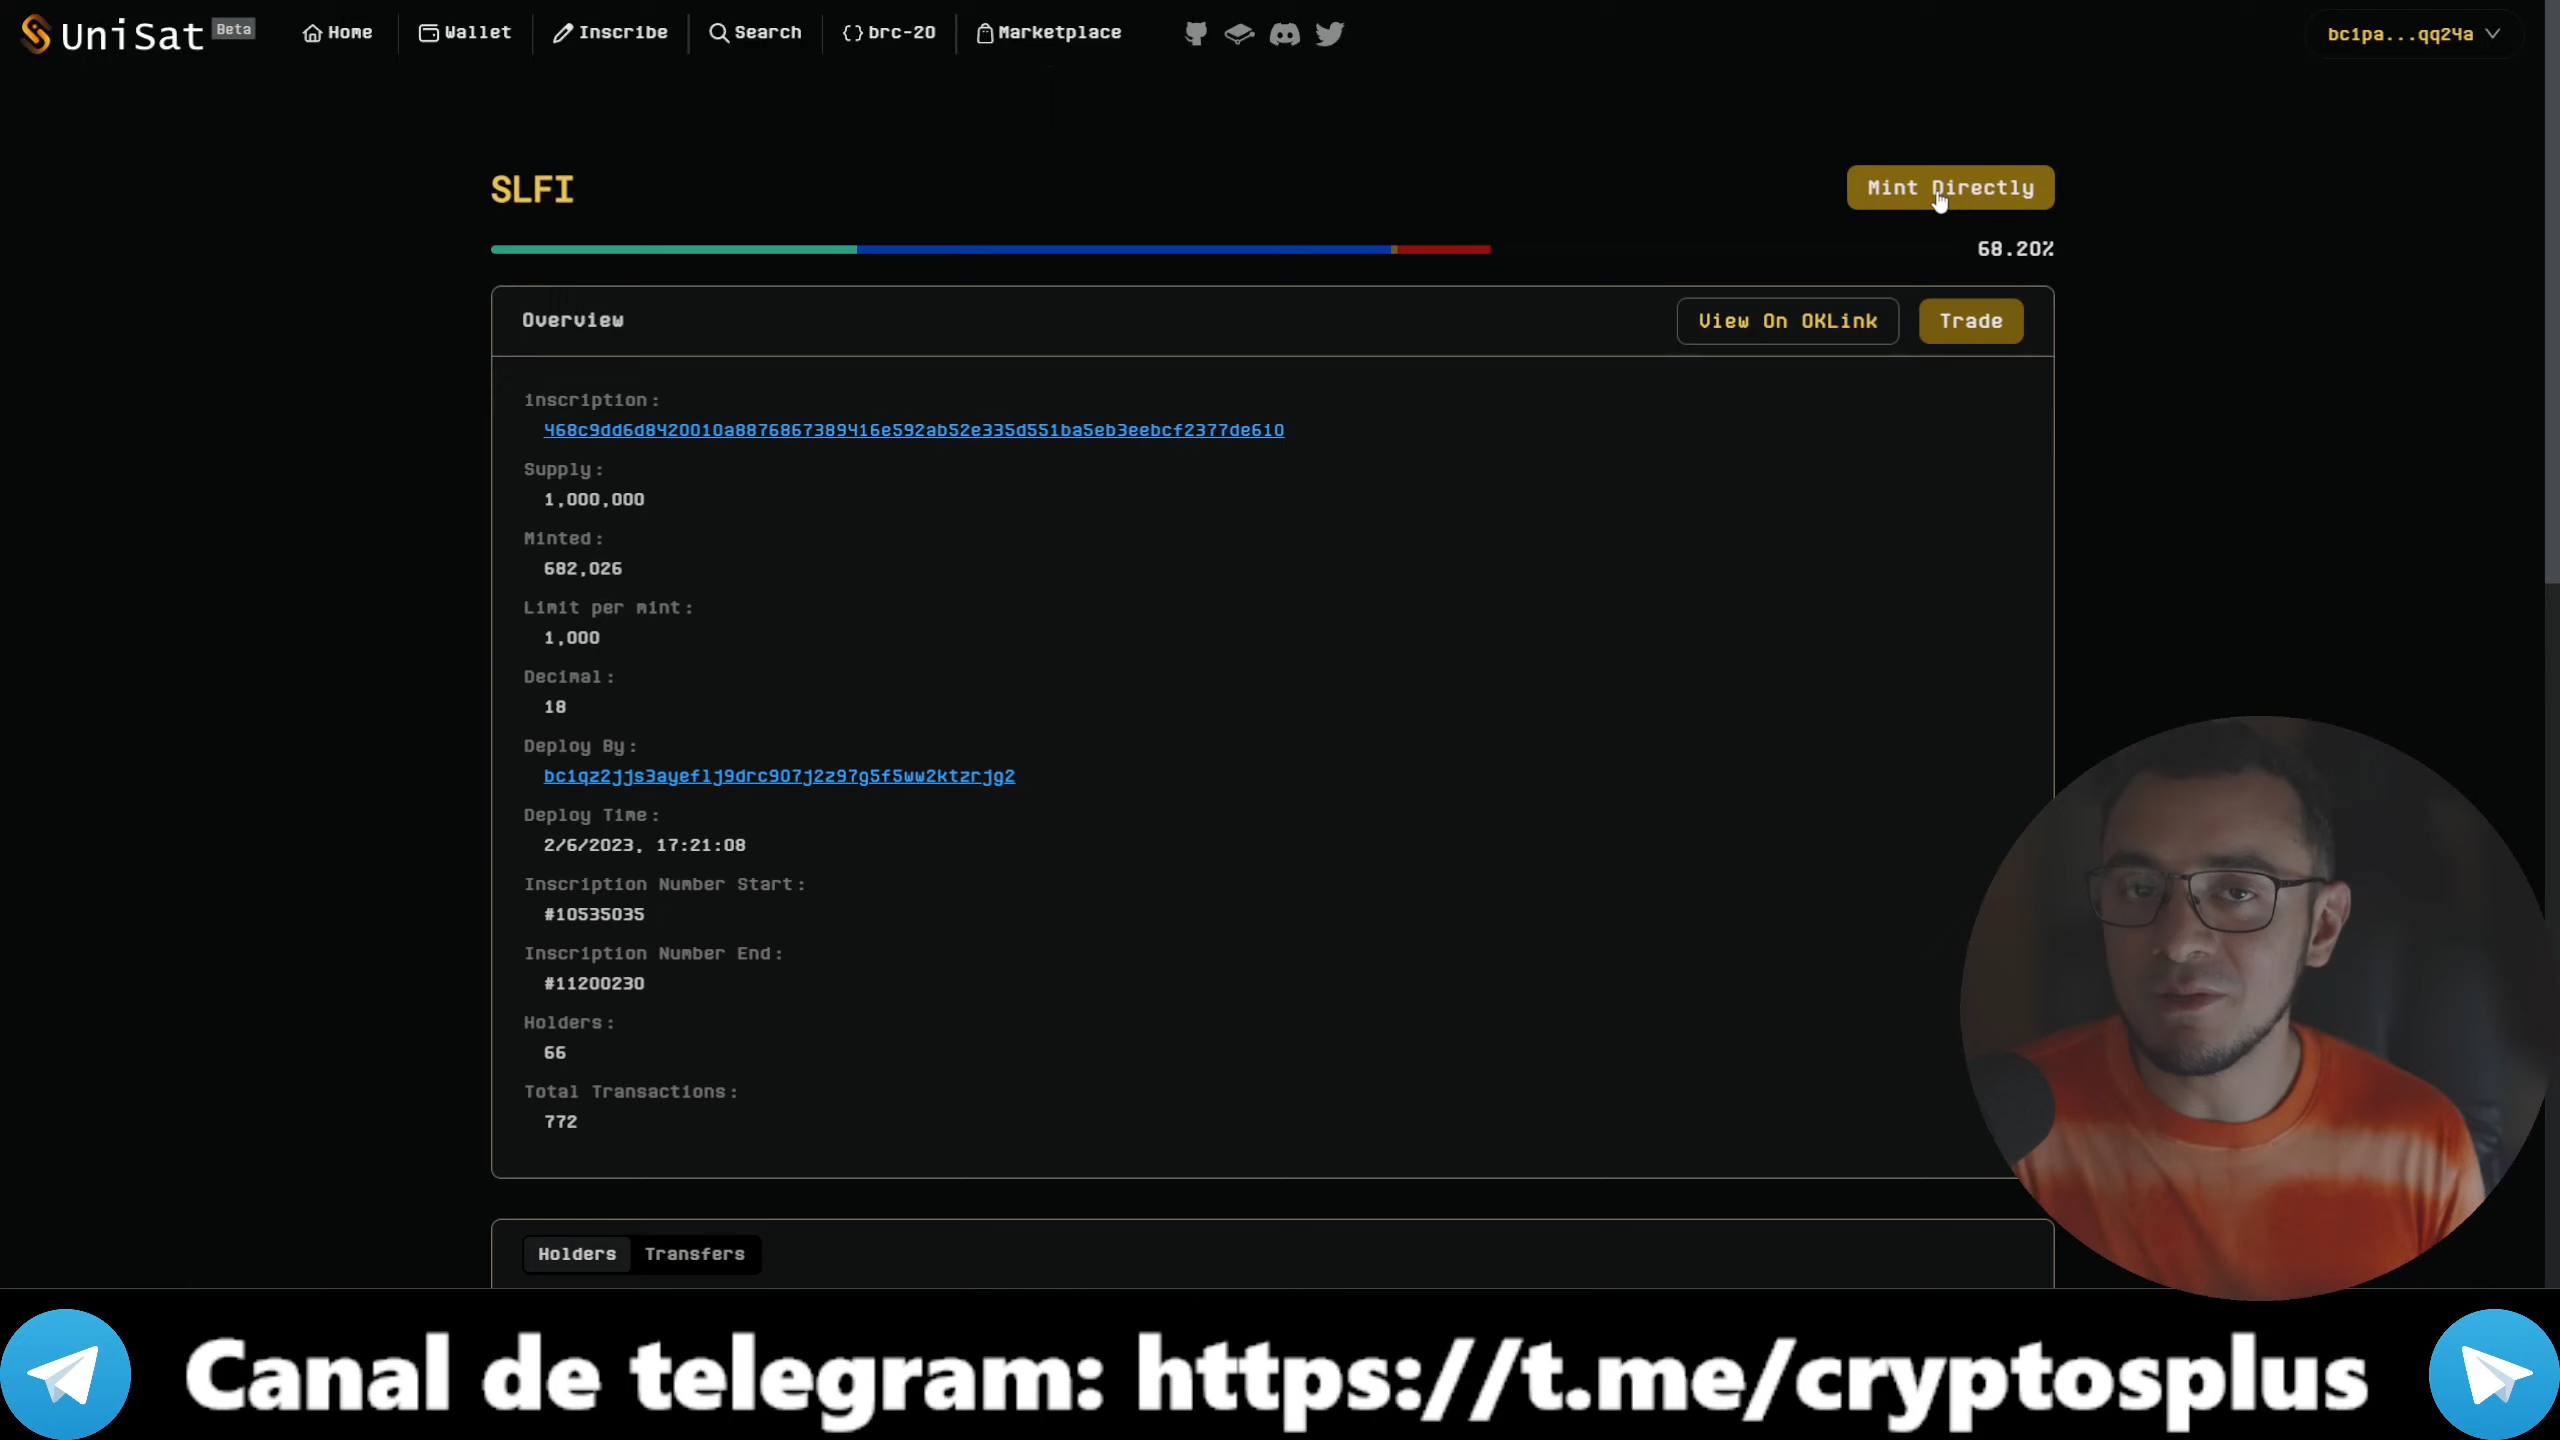 UniSat Beta
Home
Wallet
Inscribe
Search
brc-20
Marketplace
bc1pa...qq24a
SLFI
Mint Directly
68.20%
Overview
View On OKLink
Trade
inscription:
468c9dd6d8420010a8876867389416e592ab52e335d551ba5eb3eebcf2377de610
Supply:
1,000,000
Minted:
682,026
Limit per mint:
1,000
Decimal:
18
Deploy By:
bc1qz2jjs3ayeflj9drc907j2z97g5f5ww2ktzrjg2
Deploy Time:
2/6/2023, 17:21:08
Inscription Number Start:
#10535035
Inscription Number End:
#11200230
Holders:
66
Total Transactions:
772
Holders
Transfers
Canal de telegram: https://t.me/cryptosplus